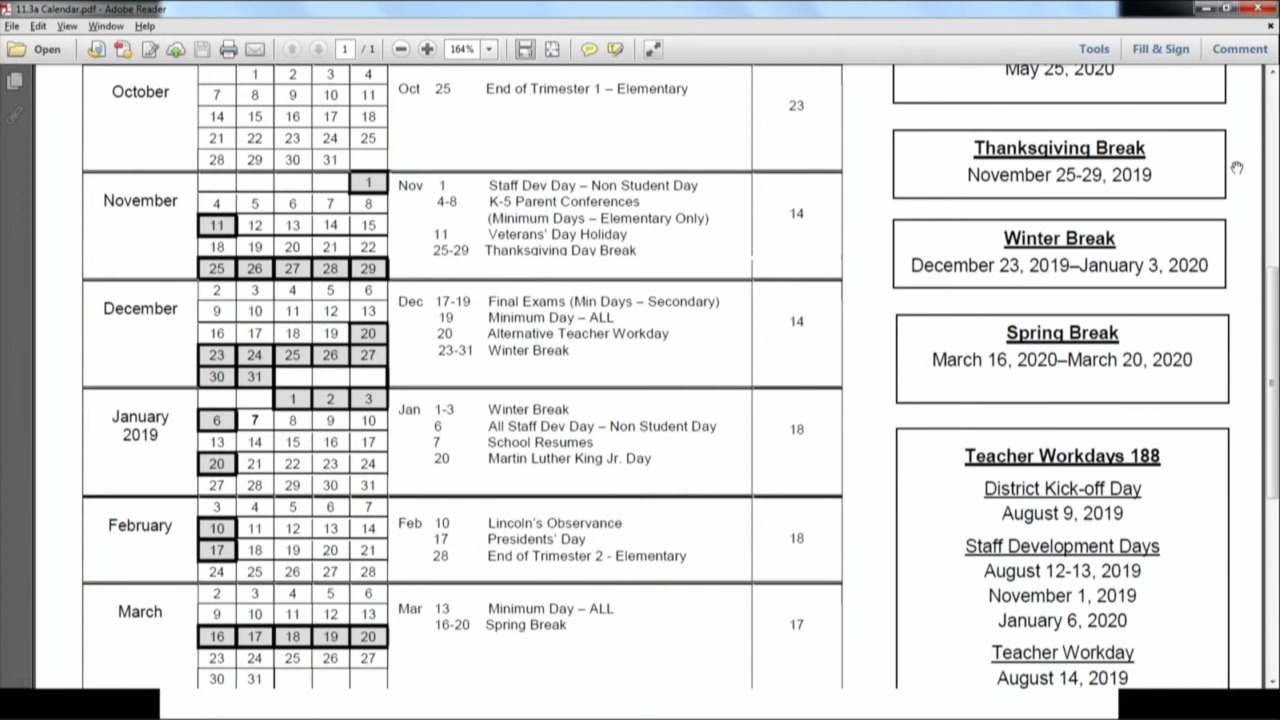 11.3a Calendar.pdf - Adobe Reader
File Edit View Window Help
Open 1 / 1 164% Tools Fill & Sign Comment
October
1 2 3 4
7 8 9 10 11
14 15 16 17 18
21 22 23 24 25
28 29 30 31
Oct 25 End of Trimester 1 – Elementary
23
November
1
4 5 6 7 8
11 12 13 14 15
18 19 20 21 22
25 26 27 28 29
Nov 1 Staff Dev Day – Non Student Day
4-8 K-5 Parent Conferences
(Minimum Days – Elementary Only)
11 Veterans' Day Holiday
25-29 Thanksgiving Day Break
14
December
2 3 4 5 6
9 10 11 12 13
16 17 18 19 20
23 24 25 26 27
30 31
Dec 17-19 Final Exams (Min Days – Secondary)
19 Minimum Day – ALL
20 Alternative Teacher Workday
23-31 Winter Break
14
January
2019
1 2 3
6 7 8 9 10
13 14 15 16 17
20 21 22 23 24
27 28 29 30 31
Jan 1-3 Winter Break
6 All Staff Dev Day – Non Student Day
7 School Resumes
20 Martin Luther King Jr. Day
18
February
3 4 5 6 7
10 11 12 13 14
17 18 19 20 21
24 25 26 27 28
Feb 10 Lincoln's Observance
17 Presidents' Day
28 End of Trimester 2 - Elementary
18
March
2 3 4 5 6
9 10 11 12 13
16 17 18 19 20
23 24 25 26 27
30 31
Mar 13 Minimum Day – ALL
16-20 Spring Break
17
May 25, 2020
Thanksgiving Break
November 25-29, 2019
Winter Break
December 23, 2019–January 3, 2020
Spring Break
March 16, 2020–March 20, 2020
Teacher Workdays 188
District Kick-off Day
August 9, 2019
Staff Development Days
August 12-13, 2019
November 1, 2019
January 6, 2020
Teacher Workday
August 14, 2019